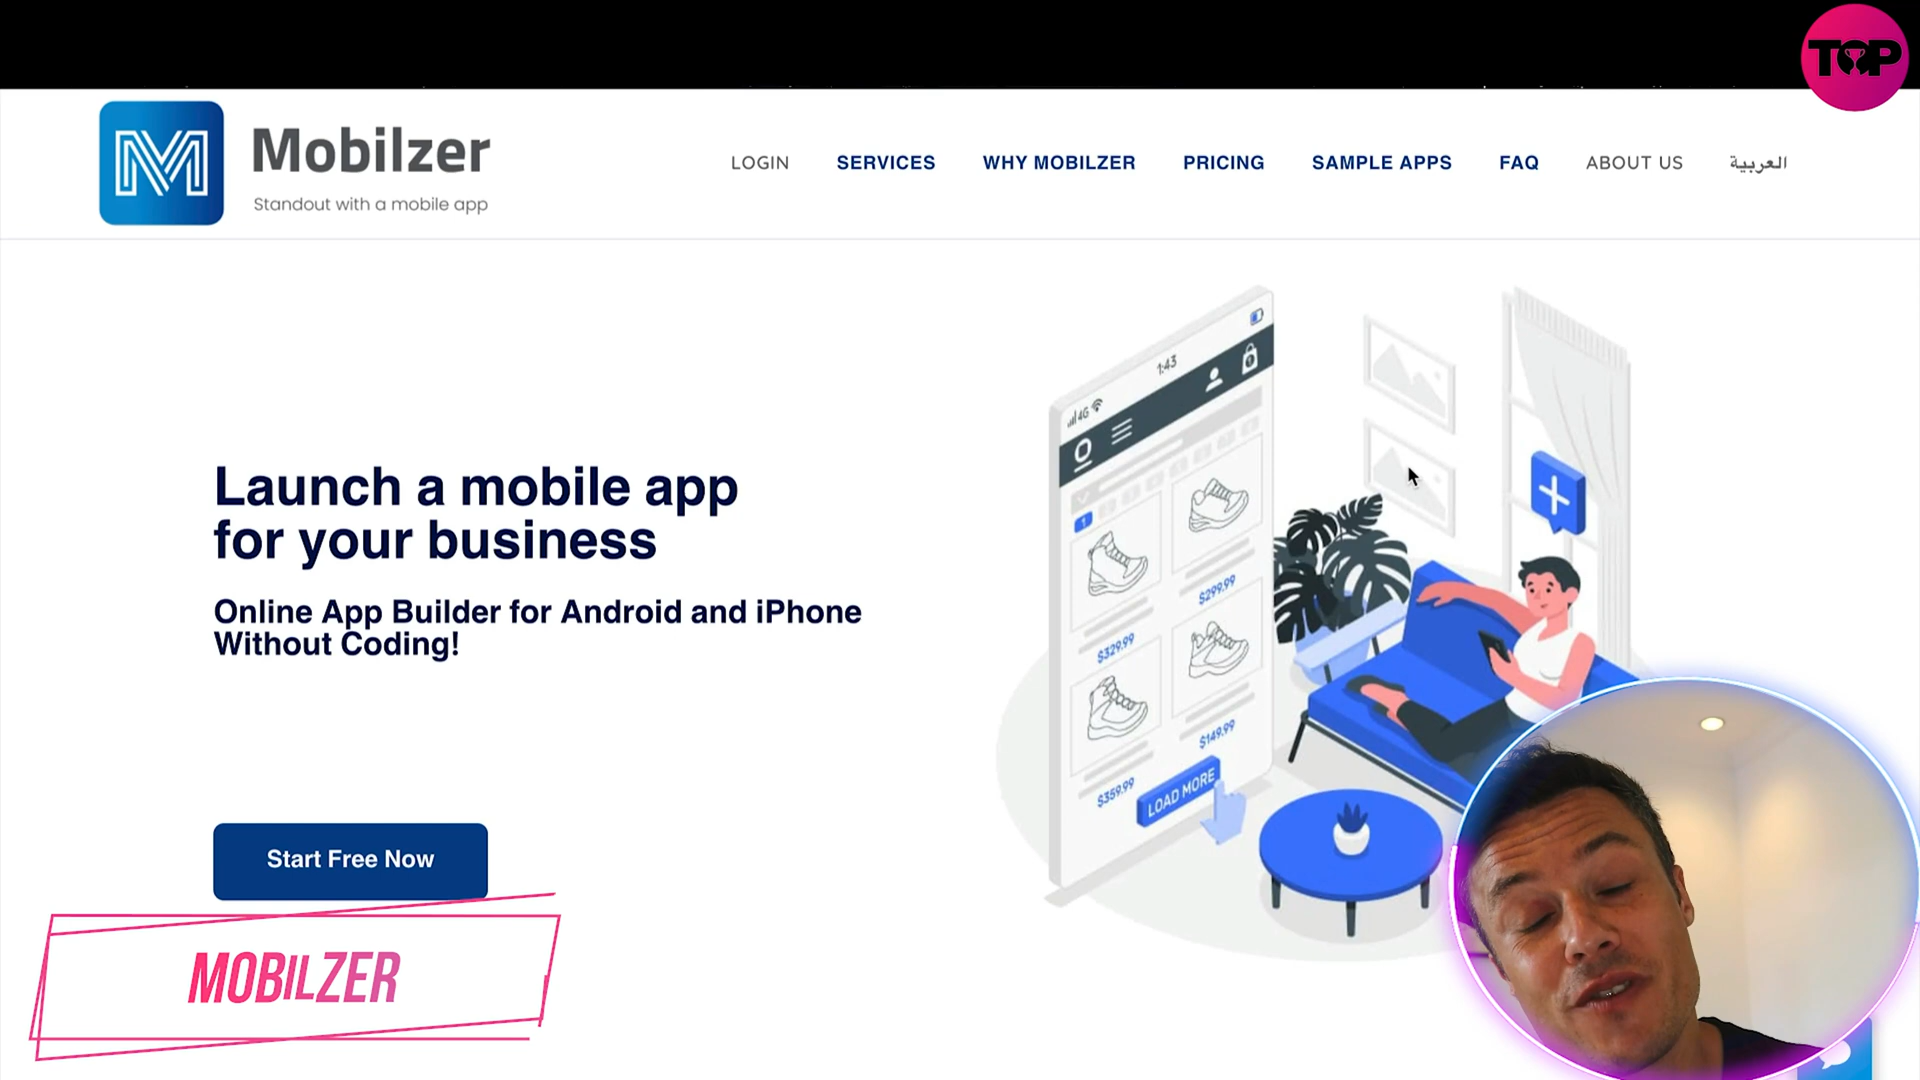 TOP
Mobilzer
Standout with a mobile app
LOGIN
SERVICES
WHY MOBILZER
PRICING
SAMPLE APPS
FAQ
ABOUT US
العربية
Launch a mobile app
for your business
Online App Builder for Android and iPhone
Without Coding!
Start Free Now
1:43
4G
1
$299.99
$329.99
$149.99
$359.99
LOAD MORE
MOBILZER